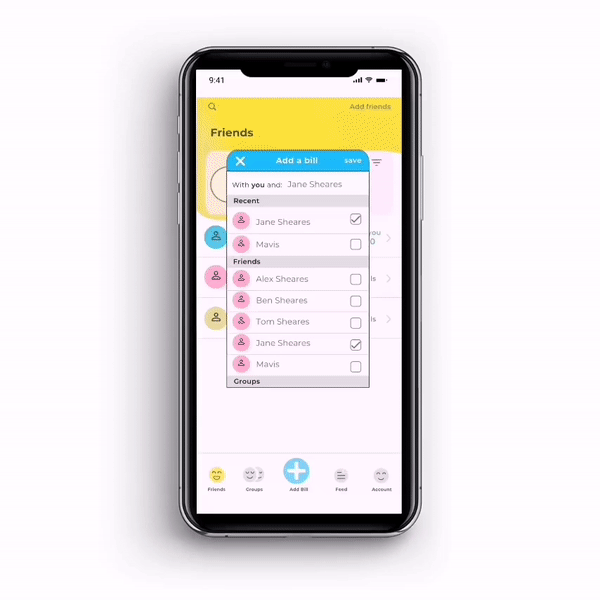 9:41
Add friends
Friends
Add a bill
save
With you and: Jane Sheares
Recent
Jane Sheares
you
Mavis
0
Friends
Alex Sheares
ls
Ben Sheares
Tom Sheares
ls
Jane Sheares
Mavis
Groups
Friends
Groups
Add Bill
Feed
Account